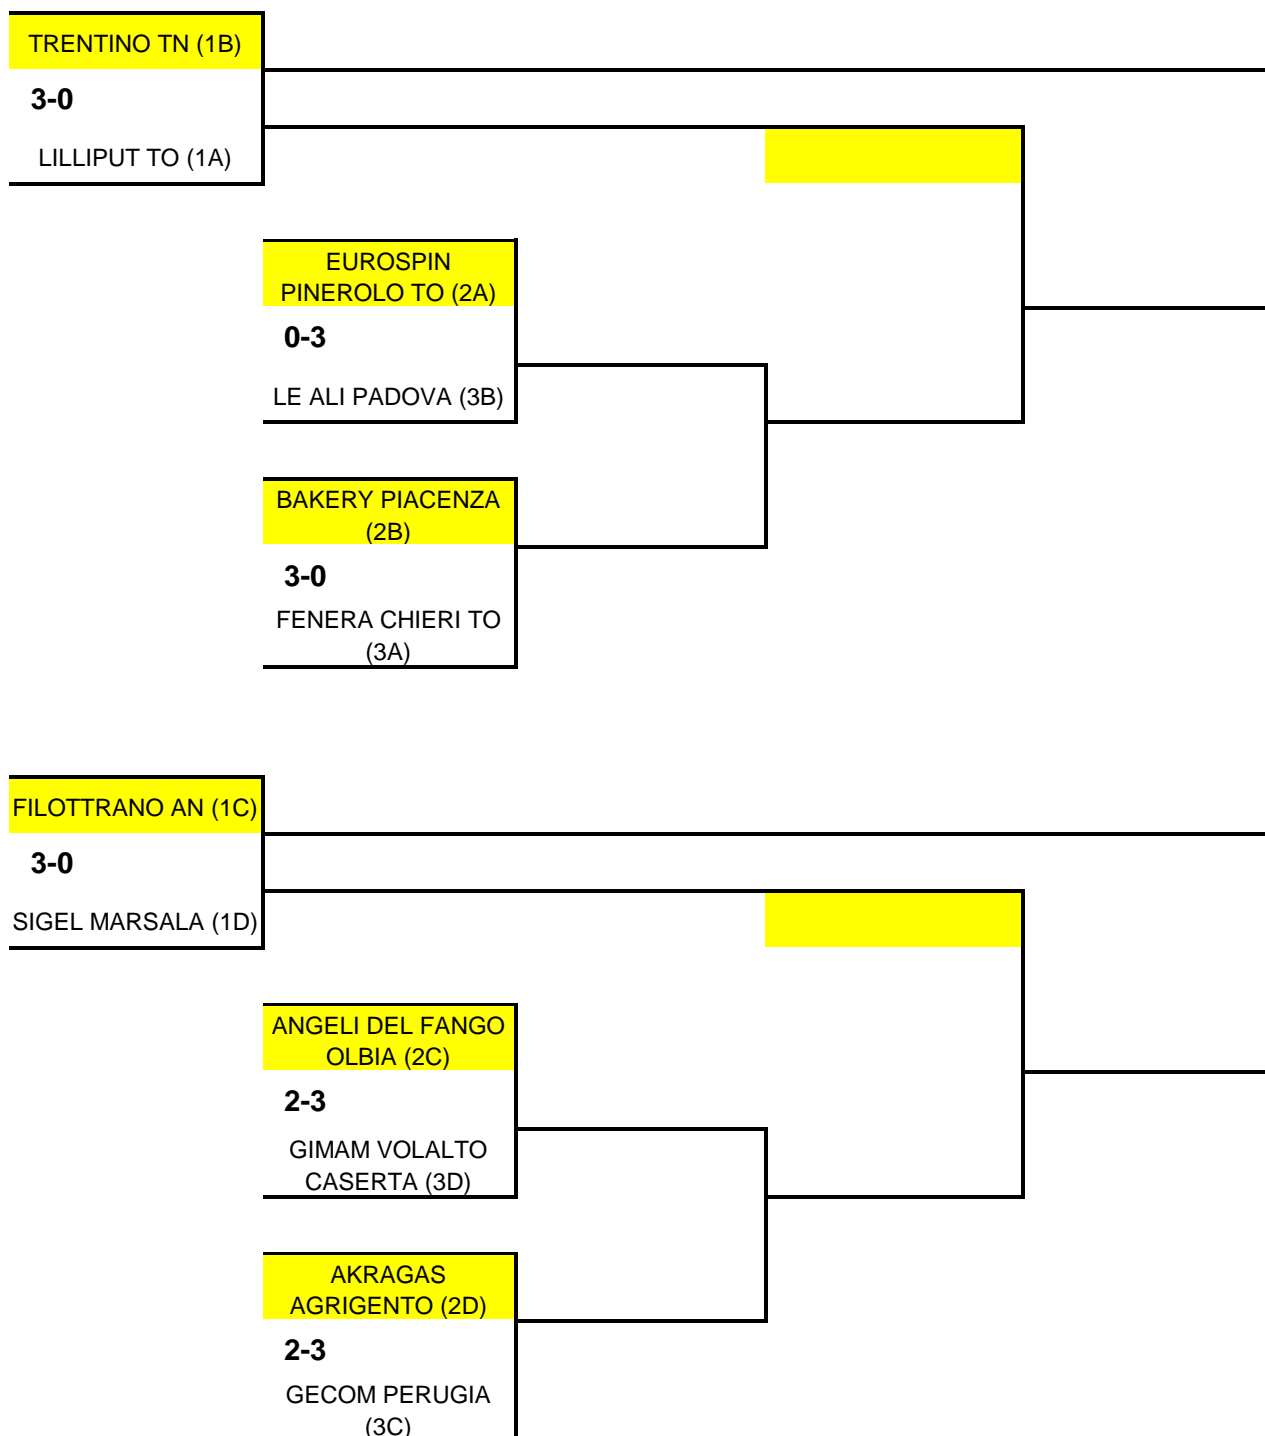 TRENTINO TN (1B)
3-0
LILLIPUT TO (1A)
EUROSPIN
PINEROLO TO (2A)
0-3
LE ALI PADOVA (3B)
BAKERY PIACENZA
(2B)
3-0
FENERA CHIERI TO
(3A)
FILOTTRANO AN (1C)
3-0
SIGEL MARSALA (1D)
ANGELI DEL FANGO
OLBIA (2C)
2-3
GIMAM VOLALTO
CASERTA (3D)
AKRAGAS
AGRIGENTO (2D)
2-3
GECOM PERUGIA
(3C)